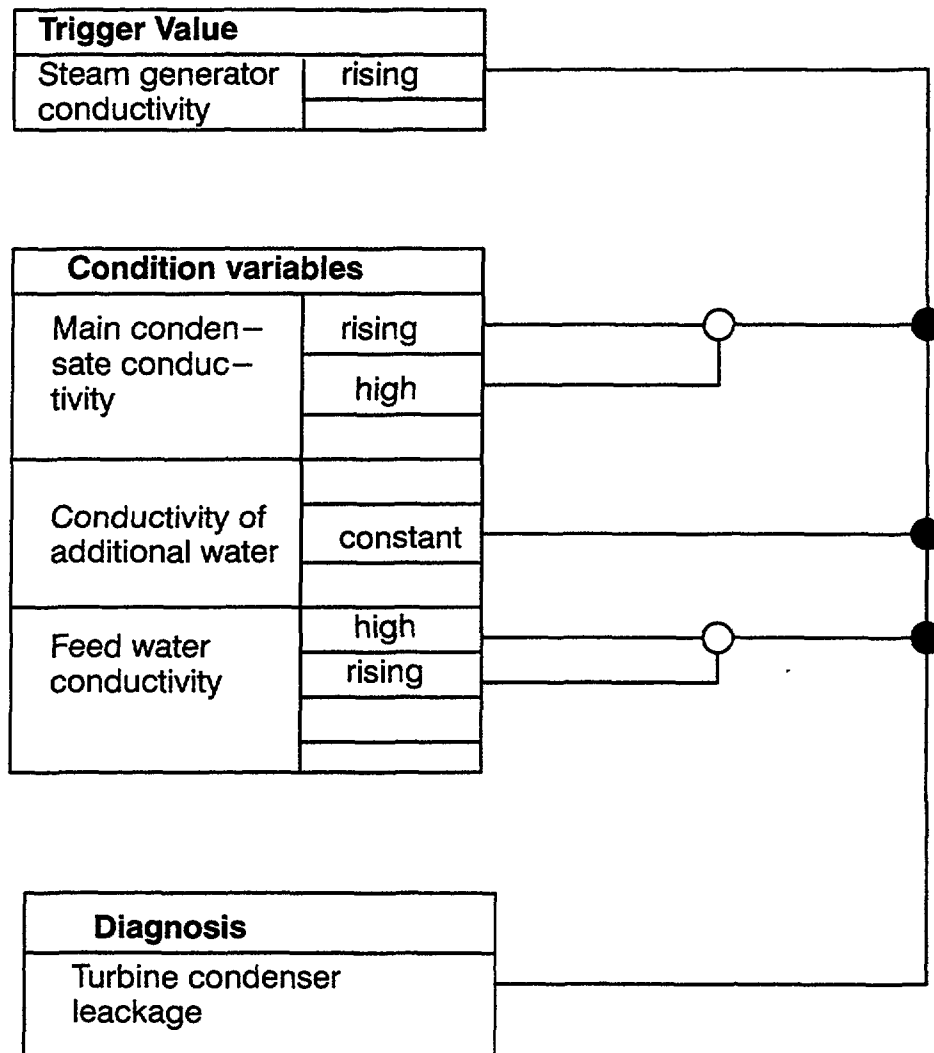 Trigger Value
Steam generator rising
conductivity
Condition variables
Main conden–
sate conduc–
tivity
rising
high
Conductivity of
additional water
constant
Feed water
conductivity
high
rising
Diagnosis
Turbine condenser
leackage